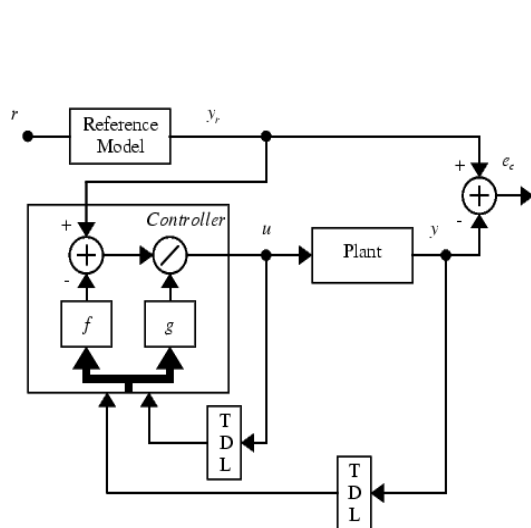 r
Reference
Model
y_r
+
-
e_c
+
-
Controller
u
Plant
y
f
g
T
D
L
T
D
L